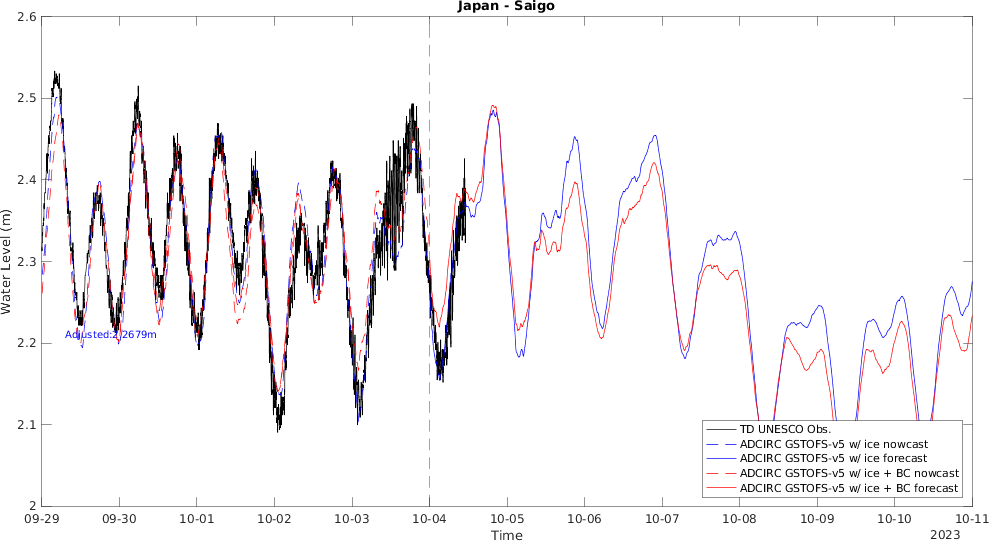 Japan - Saigo
2.6
2.5
2.4
2.3
2.2
2.1
2
Water Level (m)
Adjusted:2.2679m
TD UNESCO Obs.
ADCIRC GSTOFS-v5 w/ ice nowcast
ADCIRC GSTOFS-v5 w/ ice forecast
ADCIRC GSTOFS-v5 w/ ice + BC nowcast
ADCIRC GSTOFS-v5 w/ ice + BC forecast
09-29 09-30 10-01 10-02 10-03 10-04 10-05 10-06 10-07 10-08 10-09 10-10 10-11
Time
2023